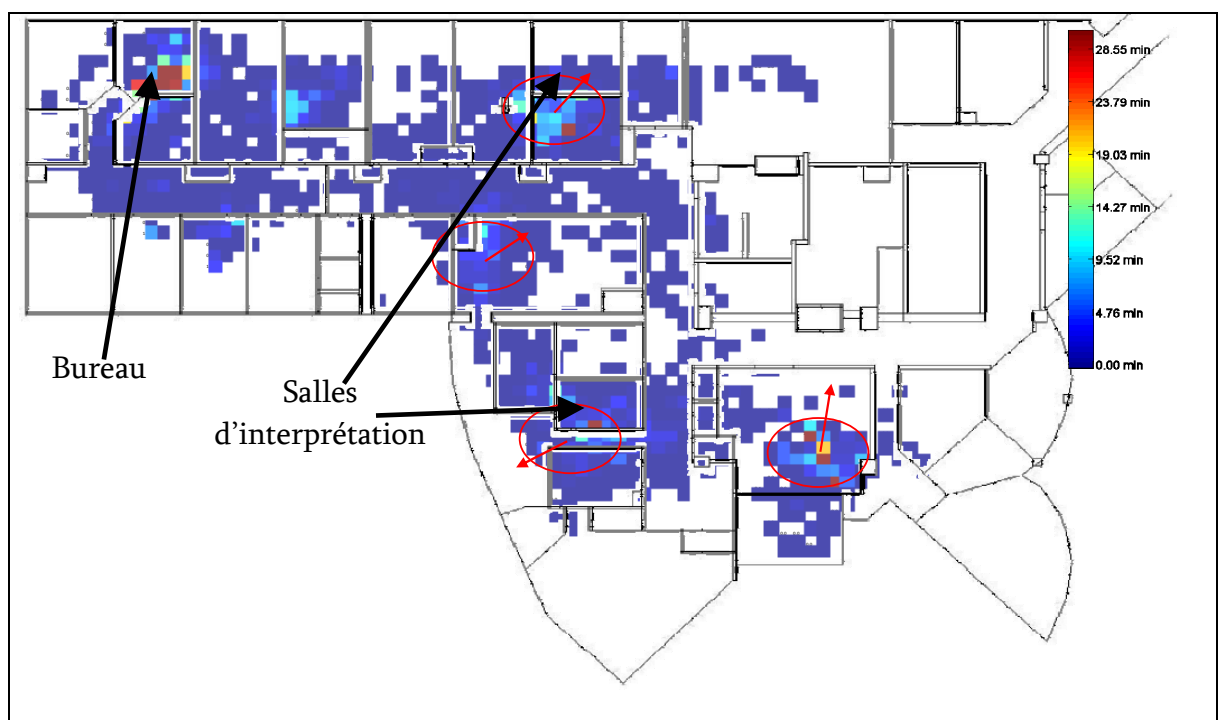 28.55 min
23.79 min
19.03 min
14.27 min
9.52 min
4.76 min
0.00 min
Bureau
Salles
d’interprétation